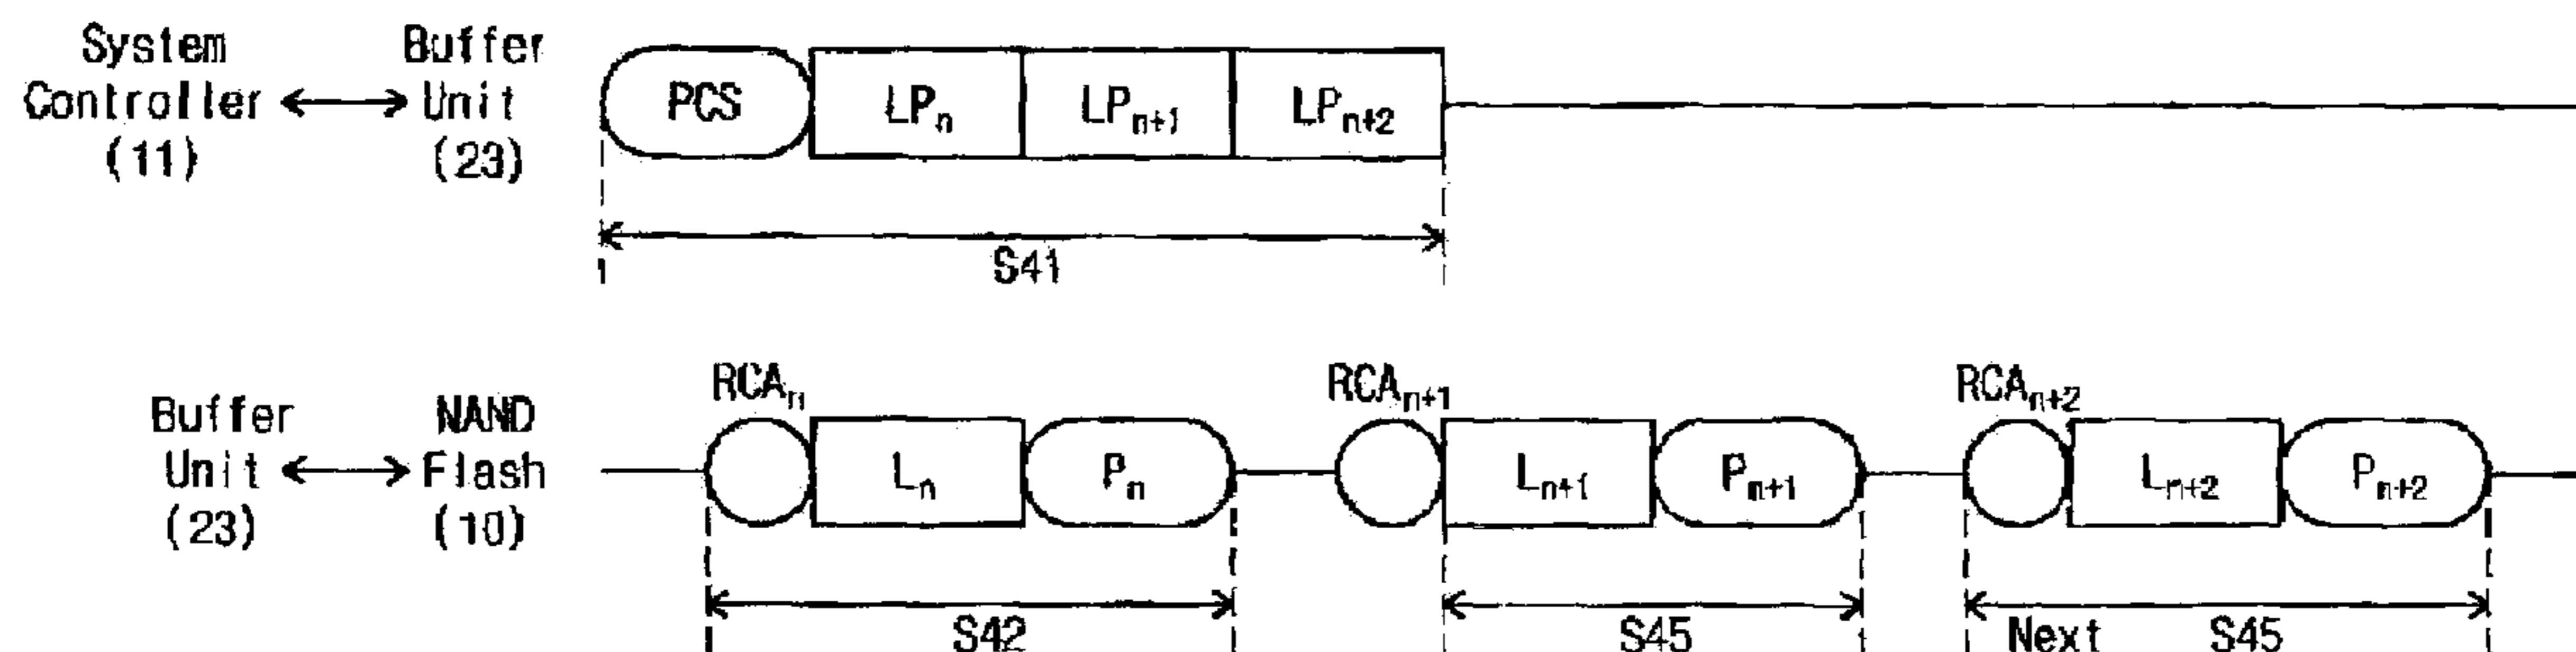 System Controller (11) ↔ Buffer Unit (23)
PCS LPₙ LPₙ₊₁ LPₙ₊₂
S41
RCAₙ RCAₙ₊₁ RCAₙ₊₂
Buffer Unit (23) ↔ NAND Flash (10)
Lₙ Pₙ Lₙ₊₁ Pₙ₊₁ Lₙ₊₂ Pₙ₊₂
S42 S45 Next S45